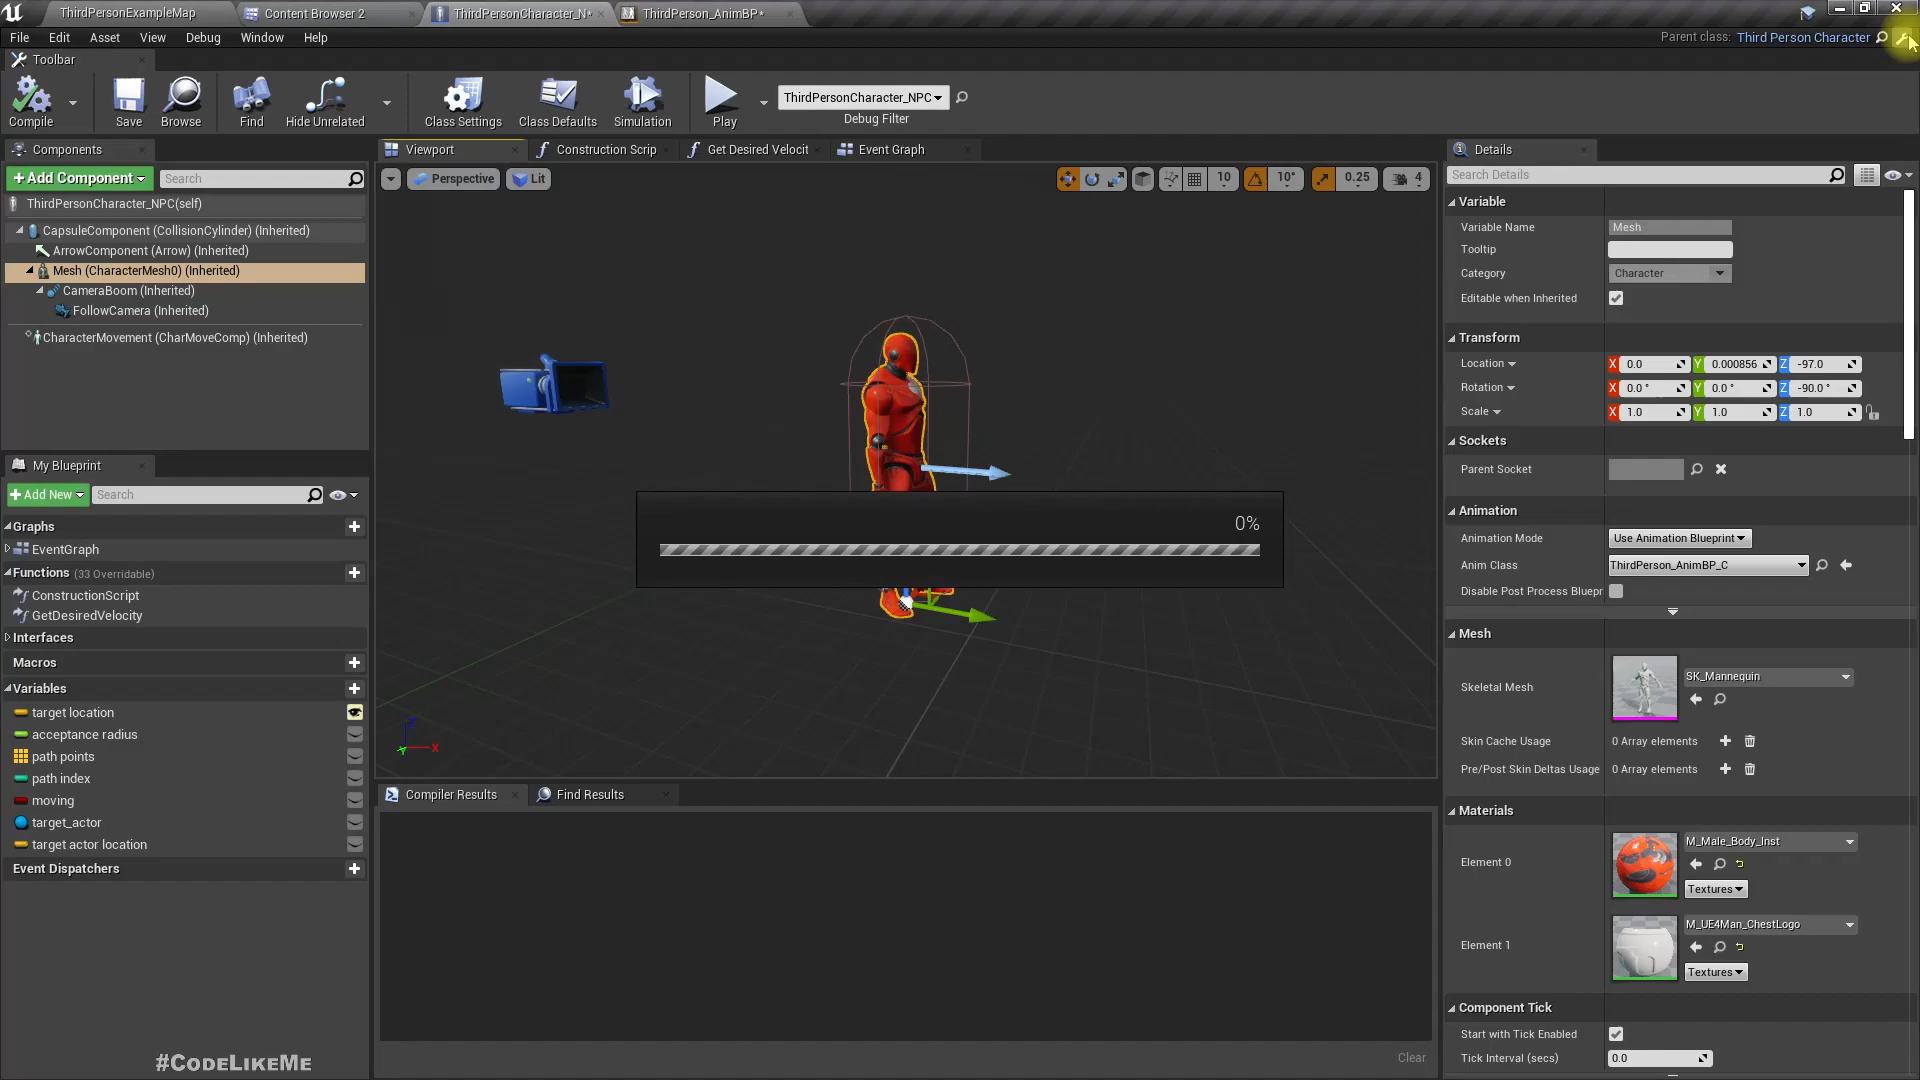 ThirdPersonExampleMap
Content Browser 2
ThirdPersonCharacter_N*
ThirdPerson_AnimBP*
File Edit Asset View Debug Window Help
Parent class: Third Person Character
Toolbar
Compile
Save
Browse
Find
Hide Unrelated
Class Settings
Class Defaults
Simulation
Play
ThirdPersonCharacter_NPC
Debug Filter
Components
+Add Component
Search
ThirdPersonCharacter_NPC(self)
CapsuleComponent (CollisionCylinder) (Inherited)
ArrowComponent (Arrow) (Inherited)
Mesh (CharacterMesh0) (Inherited)
CameraBoom (Inherited)
FollowCamera (Inherited)
CharacterMovement (CharMoveComp) (Inherited)
My Blueprint
+Add New
Search
Graphs
EventGraph
Functions (33 Overridable)
ConstructionScript
GetDesiredVelocity
Interfaces
Macros
Variables
target location
acceptance radius
path points
path index
moving
target_actor
target actor location
Event Dispatchers
#CodeLikeMe
Viewport
Construction Scrip
Get Desired Velocit
Event Graph
Perspective
Lit
10
10°
0.25
4
0%
Z
X
Y
Compiler Results
Find Results
Clear
Details
Search Details
Variable
Variable Name Mesh
Tooltip
Category Character
Editable when Inherited
Transform
Location X 0.0 Y 0.000856 Z -97.0
Rotation X 0.0 ° Y 0.0 ° Z -90.0 °
Scale X 1.0 Y 1.0 Z 1.0
Sockets
Parent Socket
Animation
Animation Mode Use Animation Blueprint
Anim Class ThirdPerson_AnimBP_C
Disable Post Process Bluepr
Mesh
Skeletal Mesh SK_Mannequin
Skin Cache Usage 0 Array elements
Pre/Post Skin Deltas Usage 0 Array elements
Materials
Element 0 M_Male_Body_Inst
Textures
Element 1 M_UE4Man_ChestLogo
Textures
Component Tick
Start with Tick Enabled
Tick Interval (secs) 0.0